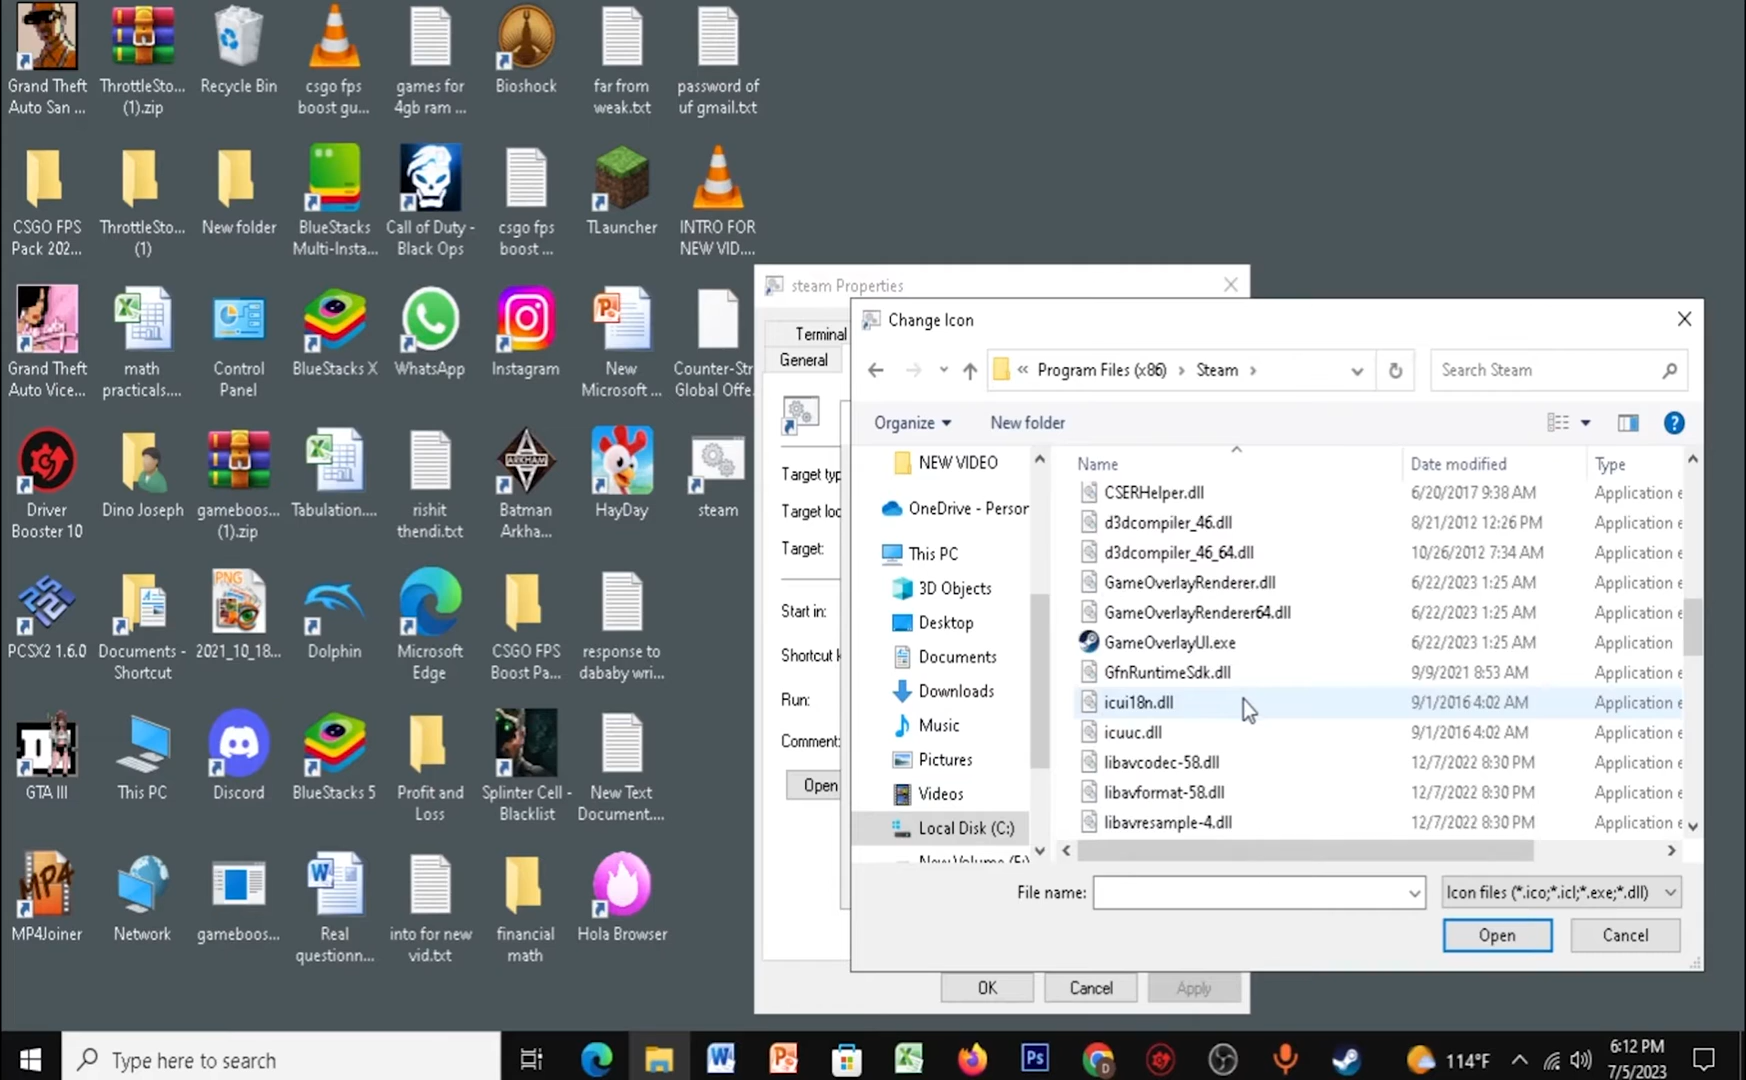 Grand Theft
Auto San ...
ThrottleSto...
(1).zip
Recycle Bin
csgo fps
boost gu...
games for
4gb ram ...
Bioshock
far from
weak.txt
password of
uf gmail.txt
CSGO FPS
Pack 202...
ThrottleSto...
(1)
New folder
BlueStacks
Multi-Insta...
Call of Duty -
Black Ops
csgo fps
boost ...
TLauncher
INTRO FOR
NEW VID....
Grand Theft
Auto Vice...
math
practicals....
Control
Panel
BlueStacks X
WhatsApp
Instagram
New
Microsoft ...
Counter-Str
Global Offe.
Driver
Booster 10
Dino Joseph
gameboos...
(1).zip
Tabulation....
rishit
thendi.txt
ARKHAM
Batman
Arkha...
HayDay
steam
PCSX2 1.6.0
Documents -
Shortcut
PNG
2021_10_18...
Dolphin
Microsoft
Edge
CSGO FPS
Boost Pa...
response to
dababy wri...
GTA III
This PC
Discord
BlueStacks 5
Profit and
Loss
Splinter Cell -
Blacklist
New Text
Document....
MP4
MP4Joiner
Network
gameboos...
Real
questionn...
into for new
vid.txt
financial
math
Hola Browser
steam Properties
Terminal
General
Target typ
Target loc
Target:
Start in:
Shortcut k
Run:
Comment:
Open
OK
Cancel
Apply
Change Icon
« Program Files (x86) > Steam >
Search Steam
Organize
New folder
NEW VIDEO
OneDrive - Person
This PC
3D Objects
Desktop
Documents
Downloads
Music
Pictures
Videos
Local Disk (C:)
New Volume (E:)
Name Date modified Type
CSERHelper.dll 6/20/2017 9:38 AM Application e
d3dcompiler_46.dll 8/21/2012 12:26 PM Application e
d3dcompiler_46_64.dll 10/26/2012 7:34 AM Application e
GameOverlayRenderer.dll 6/22/2023 1:25 AM Application e
GameOverlayRenderer64.dll 6/22/2023 1:25 AM Application e
GameOverlayUI.exe 6/22/2023 1:25 AM Application e
GfnRuntimeSdk.dll 9/9/2021 8:53 AM Application e
icui18n.dll 9/1/2016 4:02 AM Application e
icuuc.dll 9/1/2016 4:02 AM Application e
libavcodec-58.dll 12/7/2022 8:30 PM Application e
libavformat-58.dll 12/7/2022 8:30 PM Application e
libavresample-4.dll 12/7/2022 8:30 PM Application e
File name:
Icon files (*.ico;*.icl;*.exe;*.dll)
Open
Cancel
Type here to search
114°F
6:12 PM
7/5/2023